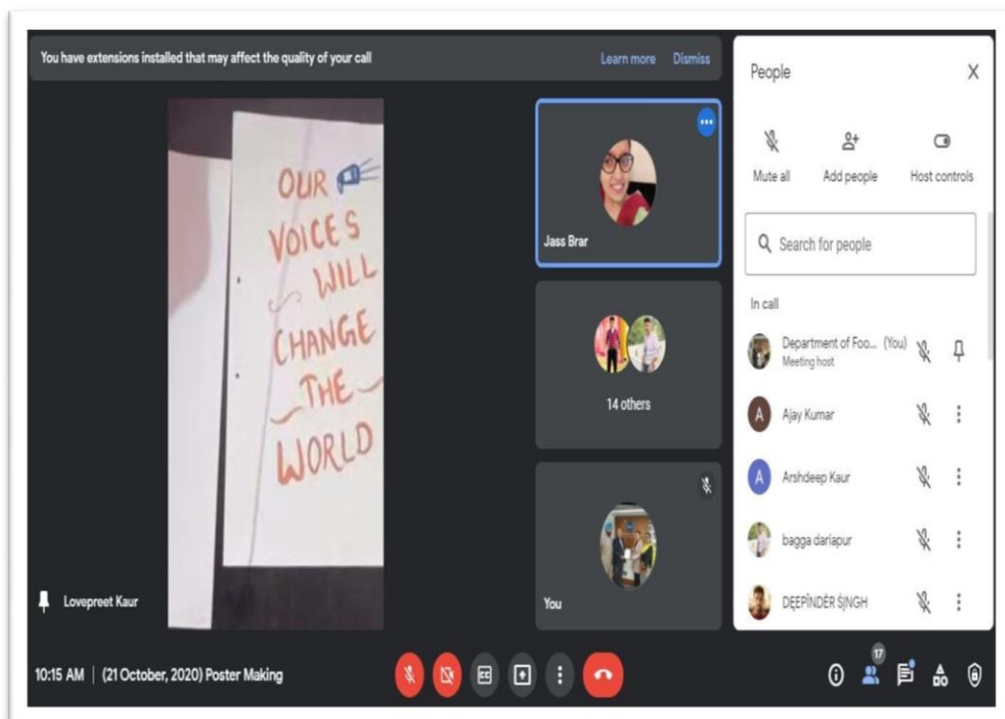 You have extensions installed that may affect the quality of your call
Learn more
Dismiss
OUR
VOICES
WILL
CHANGE
THE
WORLD
Lovepreet Kaur
Jass Brar
14 others
You
People
Mute all
Add people
Host controls
Search for people
In call
Department of Foo... (You)
Meeting host
A
Ajay Kumar
A
Arshdeep Kaur
bagga dariapur
DĘEPÎNDÈR ŚĮNGH
10:15 AM | (21 October, 2020) Poster Making
CC
17